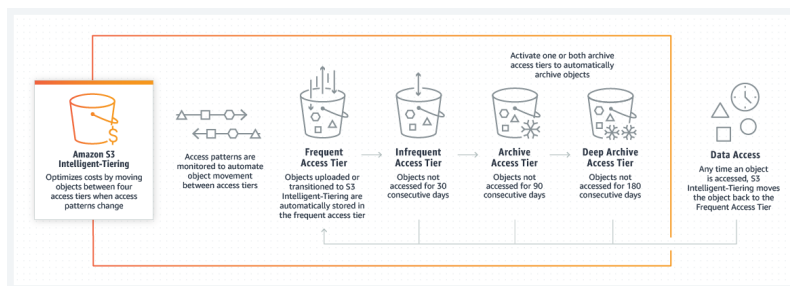 Activate one or both archive
access tiers to automatically
archive objects
Amazon S3
Intelligent-Tiering
Optimizes costs by moving
objects between four
access tiers when access
patterns change
Access patterns are
monitored to automate
object movement
between access tiers
Frequent
Access Tier
Objects uploaded or
transitioned to S3
Intelligent-Tiering are
automatically stored in
the frequent access tier
Infrequent
Access Tier
Objects not
accessed for 30
consecutive days
Archive
Access Tier
Objects not
accessed for 90
consecutive days
Deep Archive
Access Tier
Objects not
accessed for 180
consecutive days
Data Access
Any time an object
is accessed, S3
Intelligent-Tiering moves
the object back to the
Frequent Access Tier